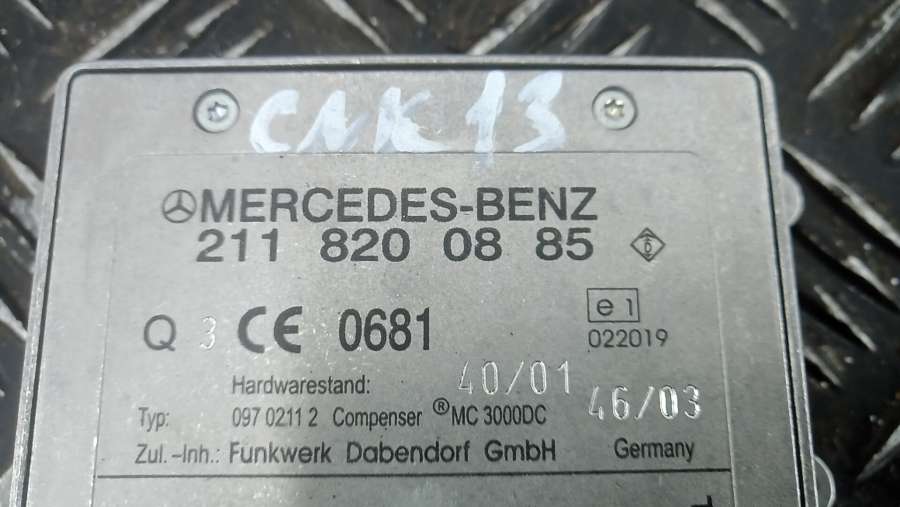 CNK 13
MERCEDES-BENZ
211 820 08 85
Q 3 CE 0681
e 1
022019
Hardwarestand: 40/01 46/03
Typ: 097 0211 2 Compenser ® MC 3000DC
Zul.-Inh.: Funkwerk Dabendorf GmbH Germany